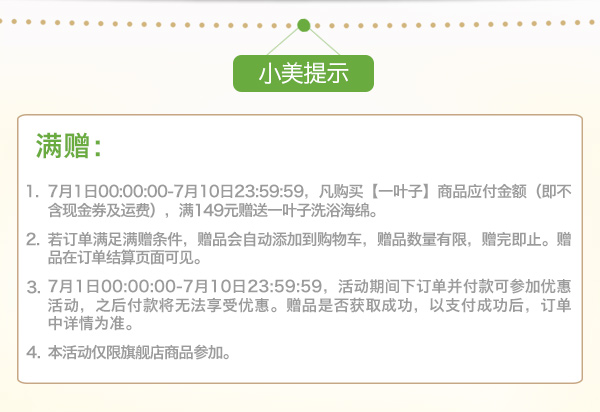 小美提示
满赠：
1. 7月1日00:00:00-7月10日23:59:59，凡购买【一叶子】商品应付金额（即不
含现金券及运费），满149元赠送一叶子洗浴海绵。
2. 若订单满足满赠条件，赠品会自动添加到购物车，赠品数量有限，赠完即止。赠
品在订单结算页面可见。
3. 7月1日00:00:00-7月10日23:59:59，活动期间下订单并付款可参加优惠
活动，之后付款将无法享受优惠。赠品是否获取成功，以支付成功后，订单
中详情为准。
4. 本活动仅限旗舰店商品参加。